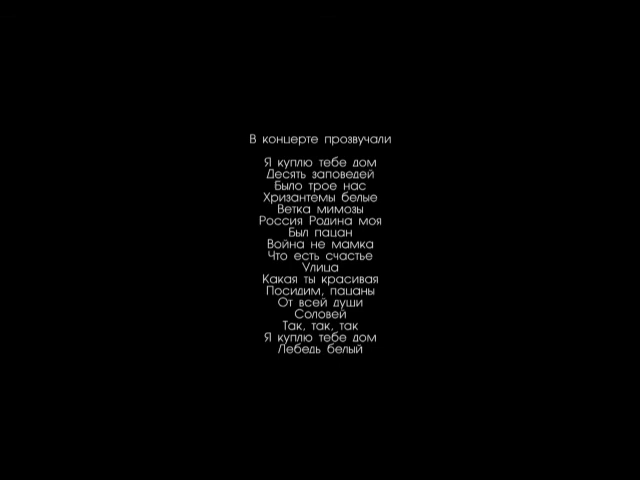 В концерте прозвучали
Я куплю тебе дом
Десять заповедей
Было трое нас
Хризантемы белые
Ветка мимозы
Россия Родина моя
Был пацан
Война не мамка
Что есть счастье
Улица
Какая ты красивая
Посидим, пацаны
От всей души
Соловей
Так, так, так
Я куплю тебе дом
Лебедь белый